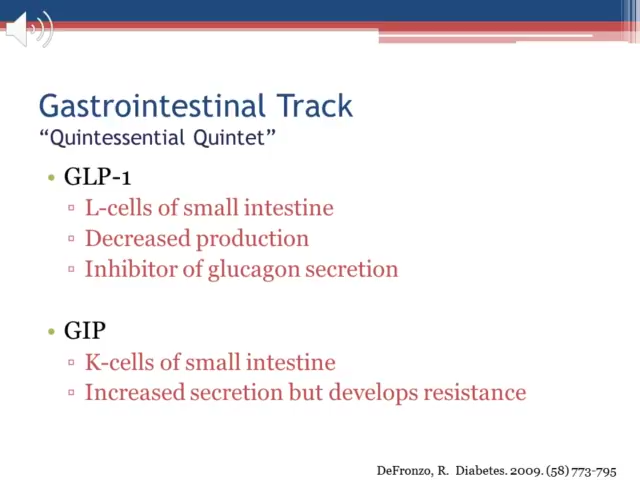 Gastrointestinal Track
“Quintessential Quintet”
• GLP-1
▫ L-cells of small intestine
▫ Decreased production
▫ Inhibitor of glucagon secretion
• GIP
▫ K-cells of small intestine
▫ Increased secretion but develops resistance
DeFronzo, R. Diabetes. 2009. (58) 773-795